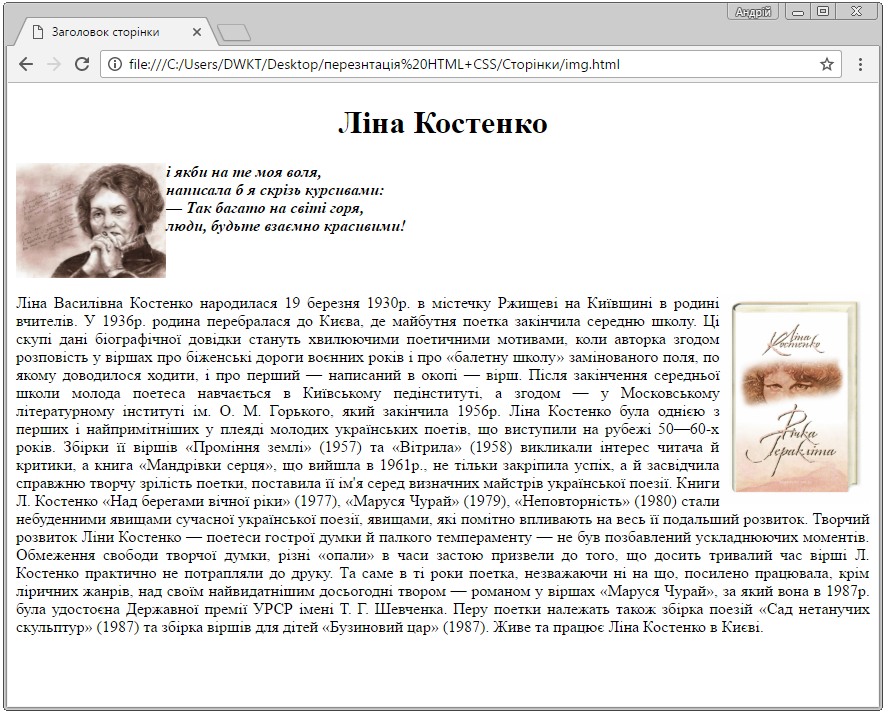 Андрій
Заголовок сторінки
file:///C:/Users/DWKT/Desktop/перезнтація%20HTML+CSS/Сторінки/img.html
Ліна Костенко
і якби на те моя воля,
написала б я скрізь курсивами:
— Так багато на світі горя,
люди, будьте взаємно красивими!
Ліна Василівна Костенко народилася 19 березня 1930р. в містечку Ржищеві на Київщині в родині
вчителів. У 1936р. родина перебралася до Києва, де майбутня поетка закінчила середню школу. Ці
скупі дані біографічної довідки стануть хвилюючими поетичними мотивами, коли авторка згодом
розповість у віршах про біженські дороги воєнних років і про «балетну школу» замінованого поля, по
якому доводилося ходити, і про перший — написаний в окопі — вірш. Після закінчення середньої
школи молода поетеса навчається в Київському педінституті, а згодом — у Московському
літературному інституті ім. О. М. Горького, який закінчила 1956р. Ліна Костенко була однією з
перших і найпримітніших у плеяді молодих українських поетів, що виступили на рубежі 50—60-х
років. Збірки її віршів «Проміння землі» (1957) та «Вітрила» (1958) викликали інтерес читача й
критики, а книга «Мандрівки серця», що вийшла в 1961р., не тільки закріпила успіх, а й засвідчила
справжню творчу зрілість поетки, поставила її ім'я серед визначних майстрів української поезії. Книги
Л. Костенко «Над берегами вічної ріки» (1977), «Маруся Чурай» (1979), «Неповторність» (1980) стали
небуденними явищами сучасної української поезії, явищами, які помітно впливають на весь її подальший розвиток. Творчий
розвиток Ліни Костенко — поетеси гострої думки й палкого темпераменту — не був позбавлений ускладнюючих моментів.
Обмеження свободи творчої думки, різні «опали» в часи застою призвели до того, що досить тривалий час вірші Л.
Костенко практично не потрапляли до друку. Та саме в ті роки поетка, незважаючи ні на що, посилено працювала, крім
ліричних жанрів, над своїм найвидатнішим досьогодні твором — романом у віршах «Маруся Чурай», за який вона в 1987р.
була удостоєна Державної премії УРСР імені Т. Г. Шевченка. Перу поетки належать також збірка поезій «Сад нетанучих
скульптур» (1987) та збірка віршів для дітей «Бузиновий цар» (1987). Живе та працює Ліна Костенко в Києві.
Ліна
Костенко
Річка
Геракліта